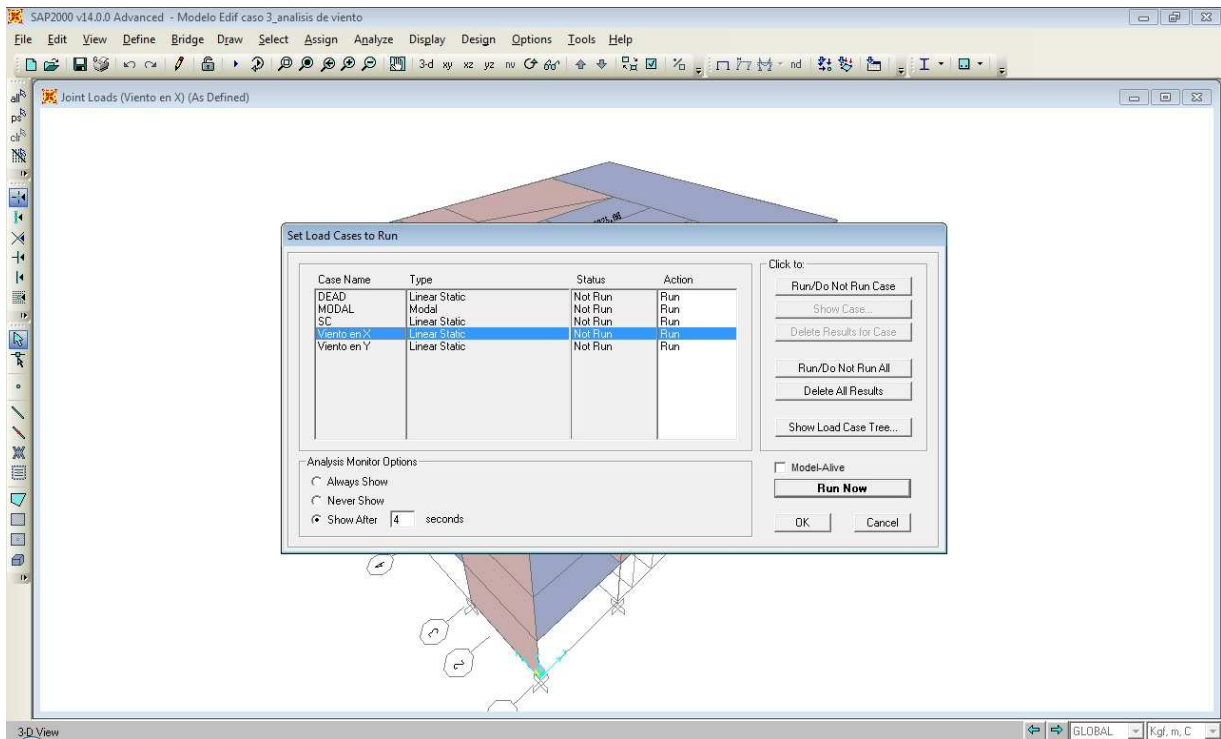 SAP2000 v14.0.0 Advanced - Modelo Edif caso 3_analisis de viento
File Edit View Define Bridge Draw Select Assign Analyze Display Design Options Tools Help
3-d xy xz yz nv nd
Joint Loads (Viento en X) (As Defined)
all
ps
clr
Set Load Cases to Run
Case Name Type Status Action
DEAD Linear Static Not Run Run
MODAL Modal Not Run Run
SC Linear Static Not Run Run
Viento en X Linear Static Not Run Run
Viento en Y Linear Static Not Run Run
Click to:
Run/Do Not Run Case
Show Case...
Delete Results for Case
Run/Do Not Run All
Delete All Results
Show Load Case Tree...
Analysis Monitor Options
Always Show
Never Show
Show After 4 seconds
Model-Alive
Run Now
OK Cancel
3-D View GLOBAL Kgf, m, C